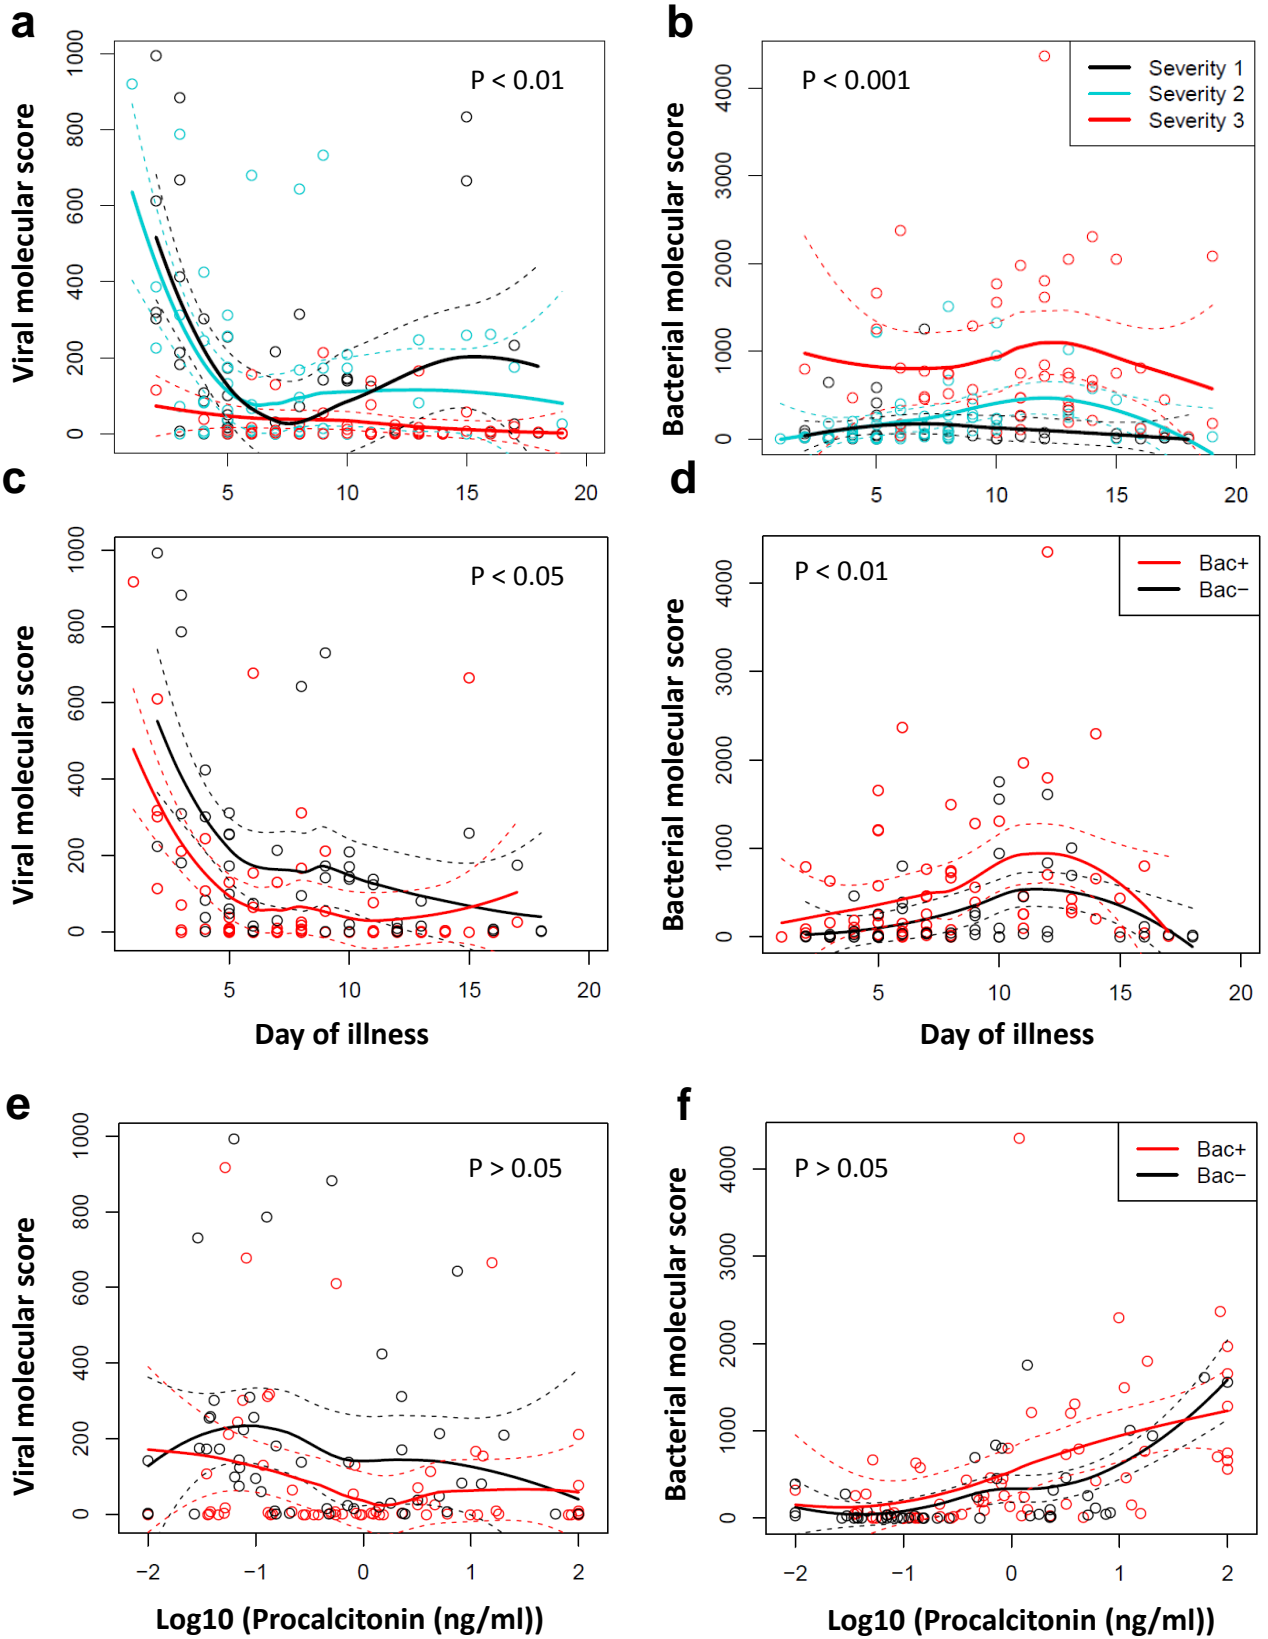 a
Viral molecular score
1000
800
600
400
200
0
P < 0.01
5
10
15
20
b
Bacterial molecular score
4000
3000
2000
1000
0
P < 0.001
Severity 1
Severity 2
Severity 3
5
10
15
20
c
Viral molecular score
1000
800
600
400
200
0
P < 0.05
5
10
15
20
Day of illness
d
Bacterial molecular score
4000
3000
2000
1000
0
P < 0.01
Bac+
Bac−
5
10
15
20
Day of illness
e
Viral molecular score
1000
800
600
400
200
0
P > 0.05
−2
−1
0
1
2
Log10 (Procalcitonin (ng/ml))
f
Bacterial molecular score
4000
3000
2000
1000
0
P > 0.05
Bac+
Bac−
−2
−1
0
1
2
Log10 (Procalcitonin (ng/ml))